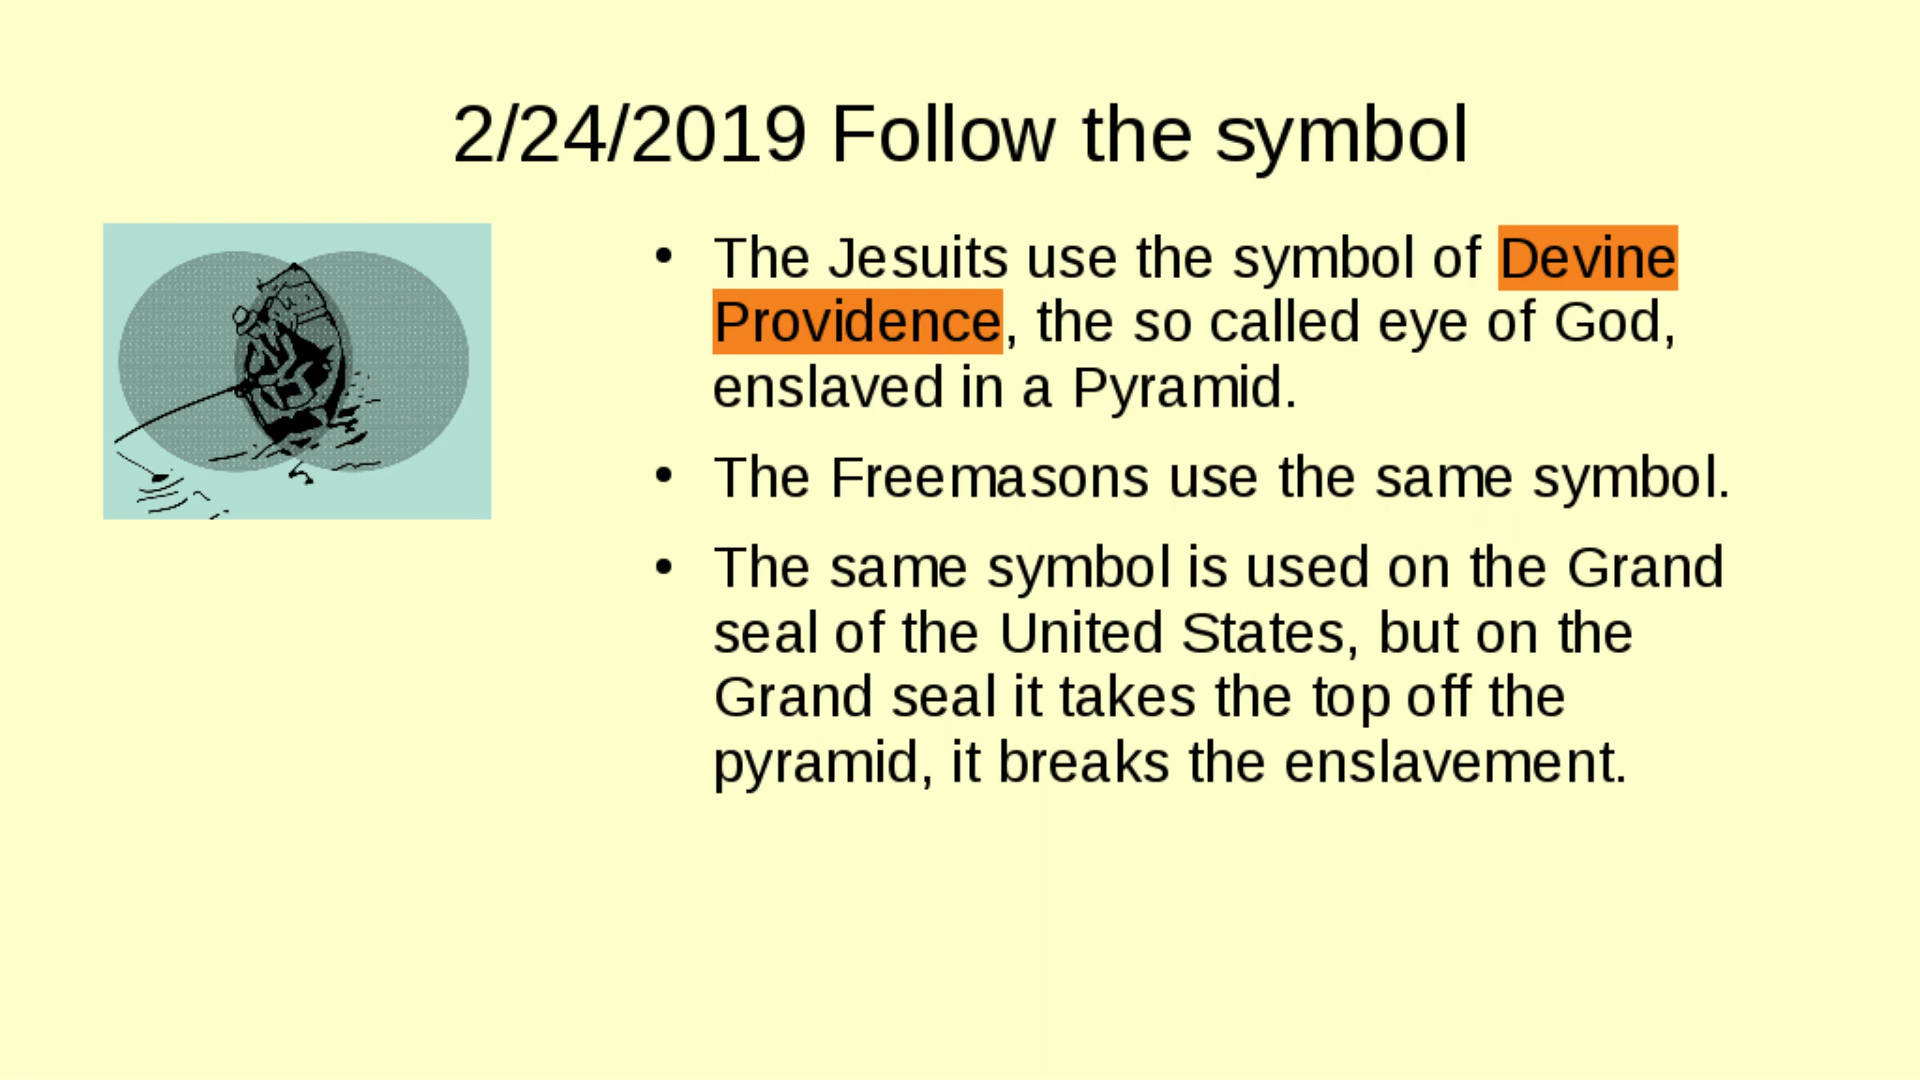 2/24/2019 Follow the symbol
• The Jesuits use the symbol of Devine
Providence, the so called eye of God,
enslaved in a Pyramid.
• The Freemasons use the same symbol.
• The same symbol is used on the Grand
seal of the United States, but on the
Grand seal it takes the top off the
pyramid, it breaks the enslavement.